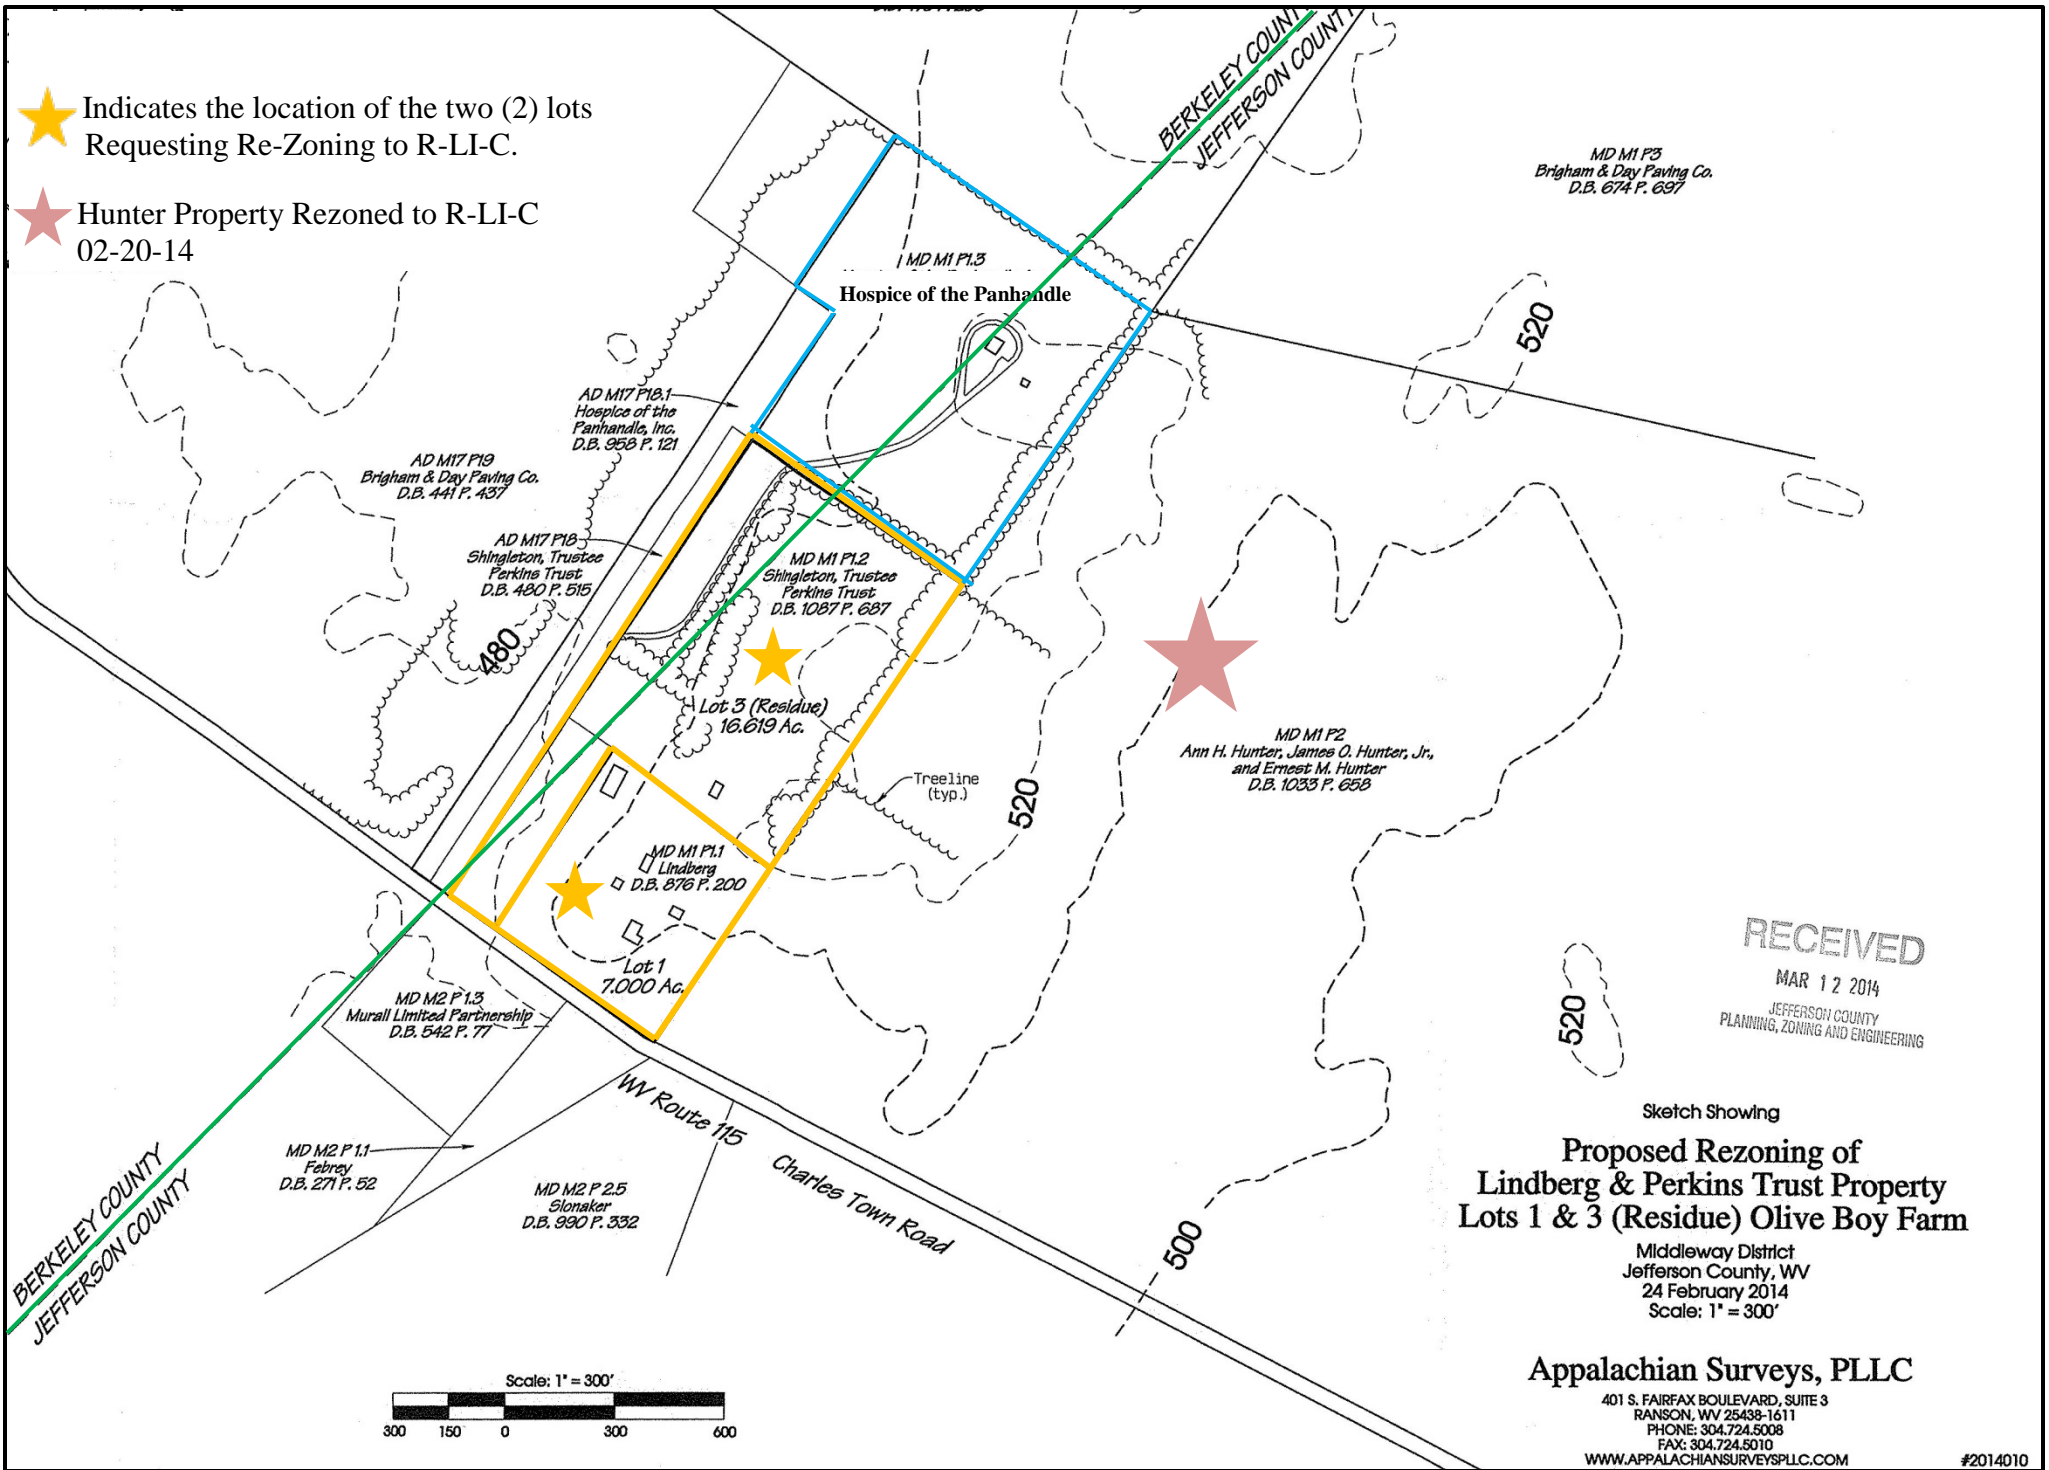 Indicates the location of the two (2) lots
Requesting Re-Zoning to R-LI-C.
Hunter Property Rezoned to R-LI-C
02-20-14
BERKELEY COUNTY
JEFFERSON COUNTY
MD M1 P3
Brigham & Day Paving Co.
D.B. 674 P. 697
MD M1 P1.3
Hospice of the Panhandle
520
AD M17 P18.1
Hospice of the
Panhandle, Inc.
D.B. 958 P. 121
AD M17 P19
Brigham & Day Paving Co.
D.B. 441 P. 437
AD M17 P18
Shingleton, Trustee
Perkins Trust
D.B. 480 P. 515
MD M1 P1.2
Shingleton, Trustee
Perkins Trust
D.B. 1087 P. 687
480
Lot 3 (Residue)
16.619 Ac.
MD M1 P2
Ann H. Hunter, James O. Hunter, Jr.,
and Ernest M. Hunter
D.B. 1033 P. 658
Treeline
(typ.)
520
MD M1 P1.1
Lindberg
D.B. 876 P. 200
Lot 1
7.000 Ac.
RECEIVED
MAR 12 2014
JEFFERSON COUNTY
PLANNING, ZONING AND ENGINEERING
520
MD M2 P 1.3
Murall Limited Partnership
D.B. 542 P. 77
WV Route 115
Charles Town Road
MD M2 P 1.1
Febrey
D.B. 271 P. 52
MD M2 P 2.5
Slonaker
D.B. 990 P. 332
500
BERKELEY COUNTY
JEFFERSON COUNTY
Sketch Showing
Proposed Rezoning of
Lindberg & Perkins Trust Property
Lots 1 & 3 (Residue) Olive Boy Farm
Middleway District
Jefferson County, WV
24 February 2014
Scale: 1" = 300'
Appalachian Surveys, PLLC
401 S. FAIRFAX BOULEVARD, SUITE 3
RANSON, WV 25438-1611
PHONE: 304.724.5008
FAX: 304.724.5010
WWW.APPALACHIANSURVEYSPLLC.COM
#2014010
Scale: 1" = 300'
300 150 0 300 600